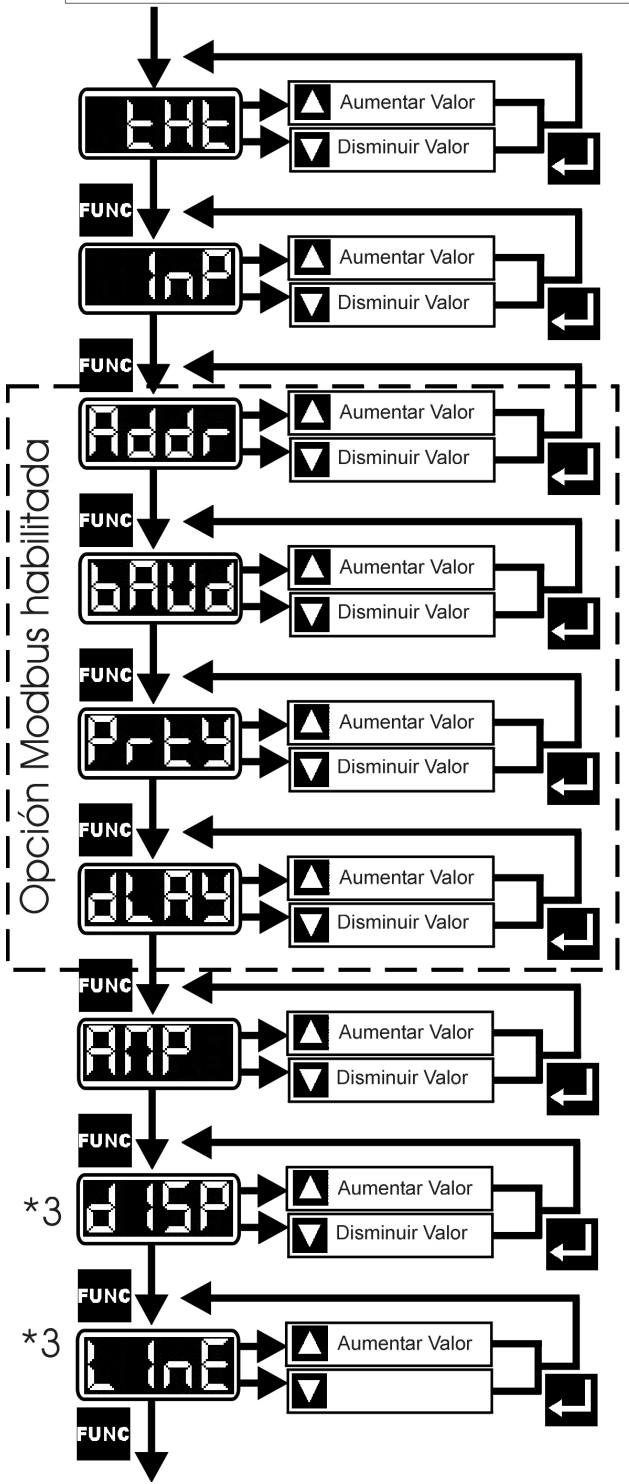 tHt
Aumentar Valor
Disminuir Valor
FUNC
InP
Aumentar Valor
Disminuir Valor
FUNC
Opción Modbus habilitada
Addr
Aumentar Valor
Disminuir Valor
FUNC
bAUd
Aumentar Valor
Disminuir Valor
FUNC
PrtY
Aumentar Valor
Disminuir Valor
FUNC
dLAY
Aumentar Valor
Disminuir Valor
FUNC
AMP
Aumentar Valor
Disminuir Valor
FUNC
*3
dISP
Aumentar Valor
Disminuir Valor
FUNC
*3
LInE
Aumentar Valor
FUNC